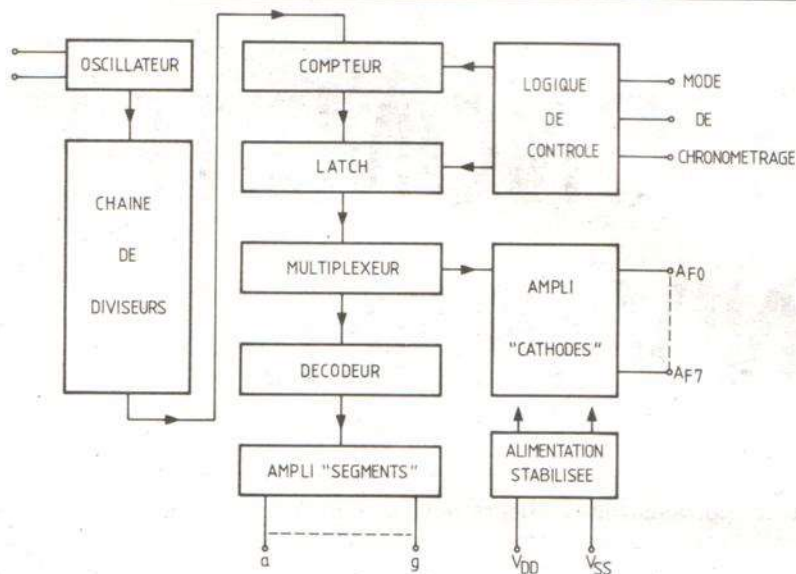 OSCILLATEUR
CHAINE
DE
DIVISEURS
COMPTEUR
LATCH
MULTIPLEXEUR
DECODEUR
AMPLI "SEGMENTS"
a
g
LOGIQUE
DE
CONTROLE
MODE
DE
CHRONOMETRAGE
AMPLI
"CATHODES"
AF0
AF7
ALIMENTATION
STABILISEE
VDD
VSS